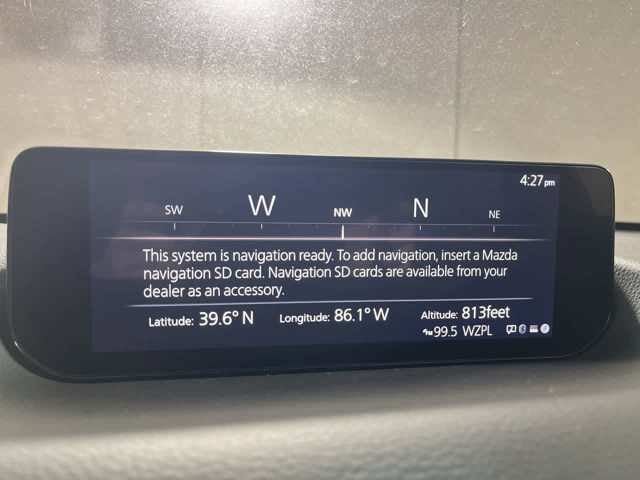 4:27pm
SW W NW N NE
This system is navigation ready. To add navigation, insert a Mazda
navigation SD card. Navigation SD cards are available from your
dealer as an accessory.
Latitude: 39.6° N Longitude: 86.1° W Altitude: 813feet
99.5 WZPL